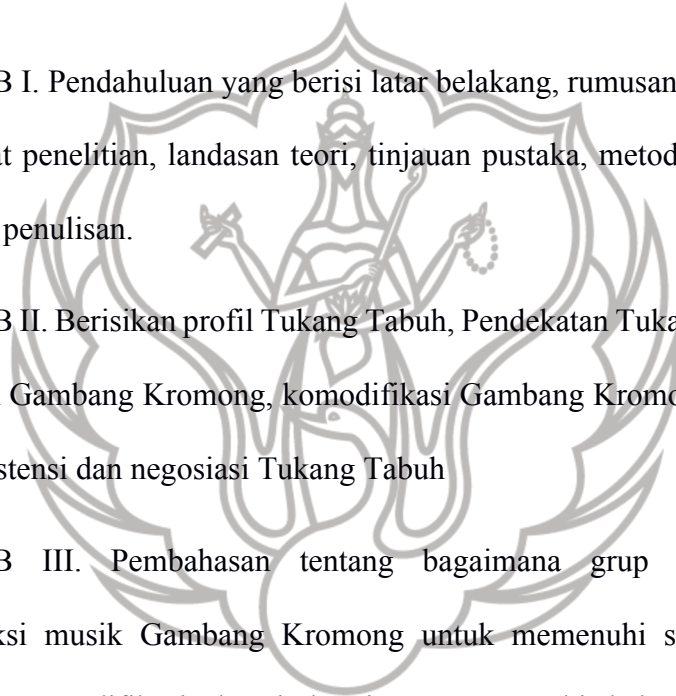 B I. Pendahuluan yang berisi latar belakang, rumusan
at penelitian, landasan teori, tinjauan pustaka, metod
penulisan.
B II. Berisikan profil Tukang Tabuh, Pendekatan Tuka
Gambang Kromong, komodifikasi Gambang Kromo
stensi dan negosiasi Tukang Tabuh
B III. Pembahasan tentang bagaimana grup
ksi musik Gambang Kromong untuk memenuhi s